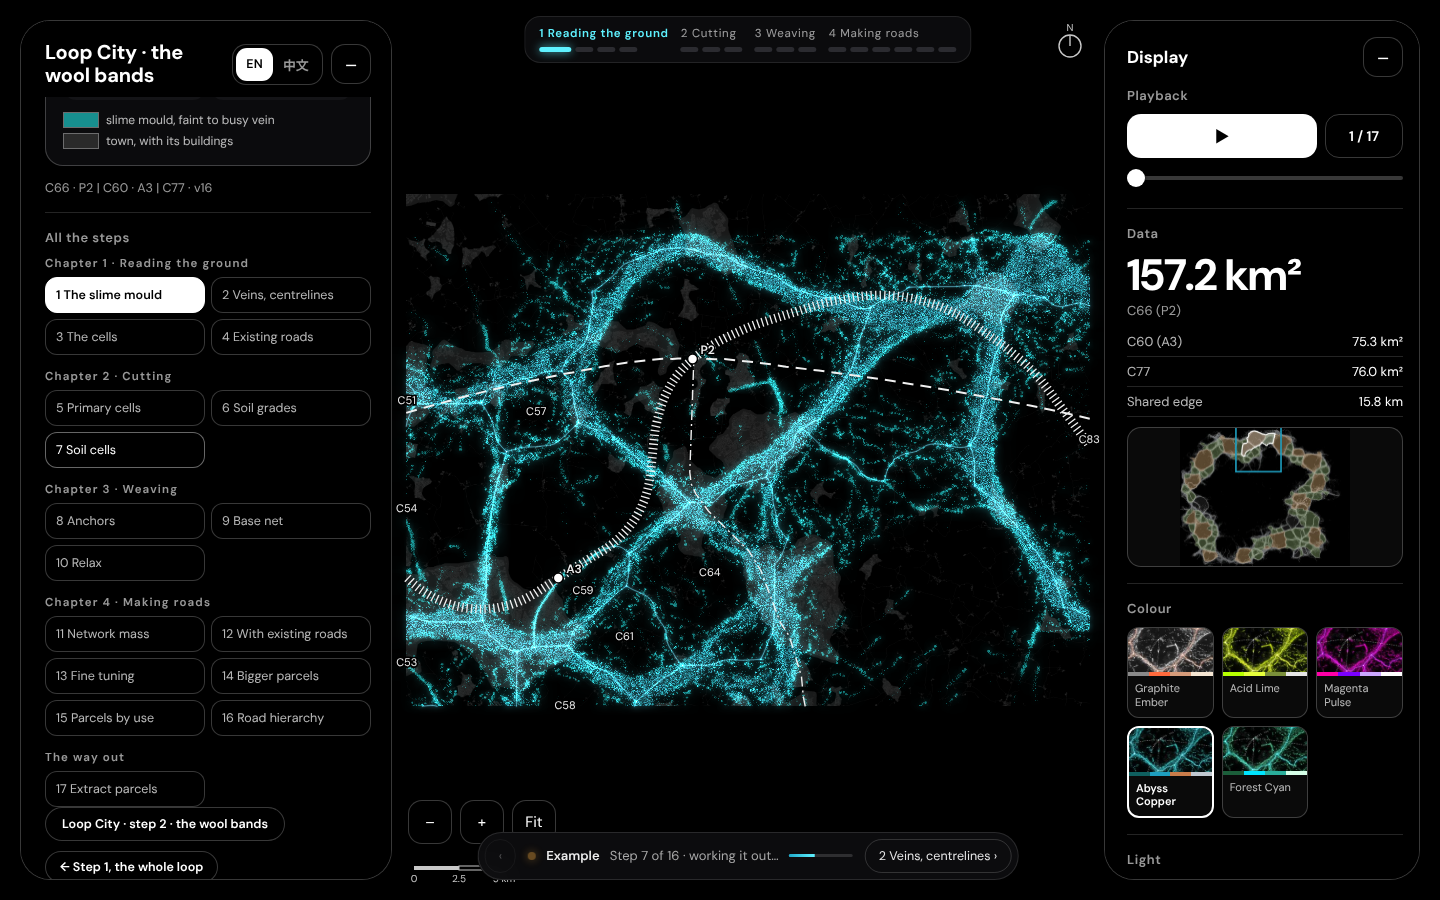 Loop City · the
wool bands
EN 中文 –
slime mould, faint to busy vein
town, with its buildings
C66 · P2 | C60 · A3 | C77 · v16
All the steps
Chapter 1 · Reading the ground
1 The slime mould
2 Veins, centrelines
3 The cells
4 Existing roads
Chapter 2 · Cutting
5 Primary cells
6 Soil grades
7 Soil cells
Chapter 3 · Weaving
8 Anchors
9 Base net
10 Relax
Chapter 4 · Making roads
11 Network mass
12 With existing roads
13 Fine tuning
14 Bigger parcels
15 Parcels by use
16 Road hierarchy
The way out
17 Extract parcels
Loop City · step 2 · the wool bands
← Step 1, the whole loop
1 Reading the ground
2 Cutting
3 Weaving
4 Making roads
N
P2
C51
C57
C83
C54
A3
C64
C59
C61
C53
C58
– + Fit
0 2.5 5 km
‹ Example Step 7 of 16 · working it out... 2 Veins, centrelines ›
Display –
Playback
1 / 17
Data
157.2 km²
C66 (P2)
C60 (A3) 75.3 km²
C77 76.0 km²
Shared edge 15.8 km
Colour
Graphite
Ember
Acid Lime
Magenta
Pulse
Abyss
Copper
Forest Cyan
Light